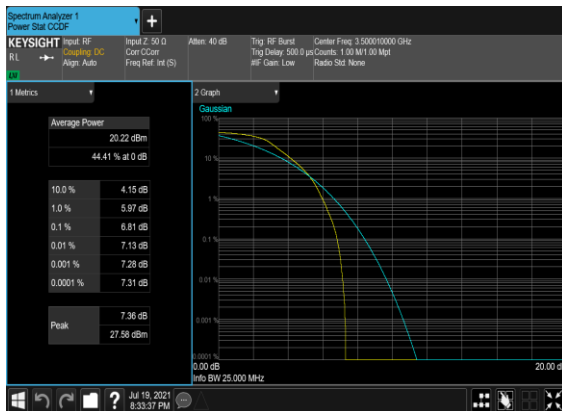 Spectrum Analyzer 1
Power Stat CCDF
KEYSIGHT
RL
Input: RF
Coupling: DC
Align: Auto
Input Z: 50 Ω
Corr CCorr
Freq Ref: Int (S)
Atten: 40 dB
Trig: RF Burst
Trig Delay: 500.0 µs
#IF Gain: Low
Center Freq: 3.500010000 GHz
Counts: 1.00 M/1.00 Mpt
Radio Std: None
1 Metrics
Average Power
20.22 dBm
44.41 % at 0 dB
10.0 % 4.15 dB
1.0 % 5.97 dB
0.1 % 6.81 dB
0.01 % 7.13 dB
0.001 % 7.28 dB
0.0001 % 7.31 dB
Peak
7.36 dB
27.58 dBm
2 Graph
Gaussian
100 %
10 %
1 %
0.1 %
0.01 %
0.001 %
0.0001 %
0.00 dB
20.00 d
Info BW 25.000 MHz
?
Jul 19, 2021
8:33:37 PM